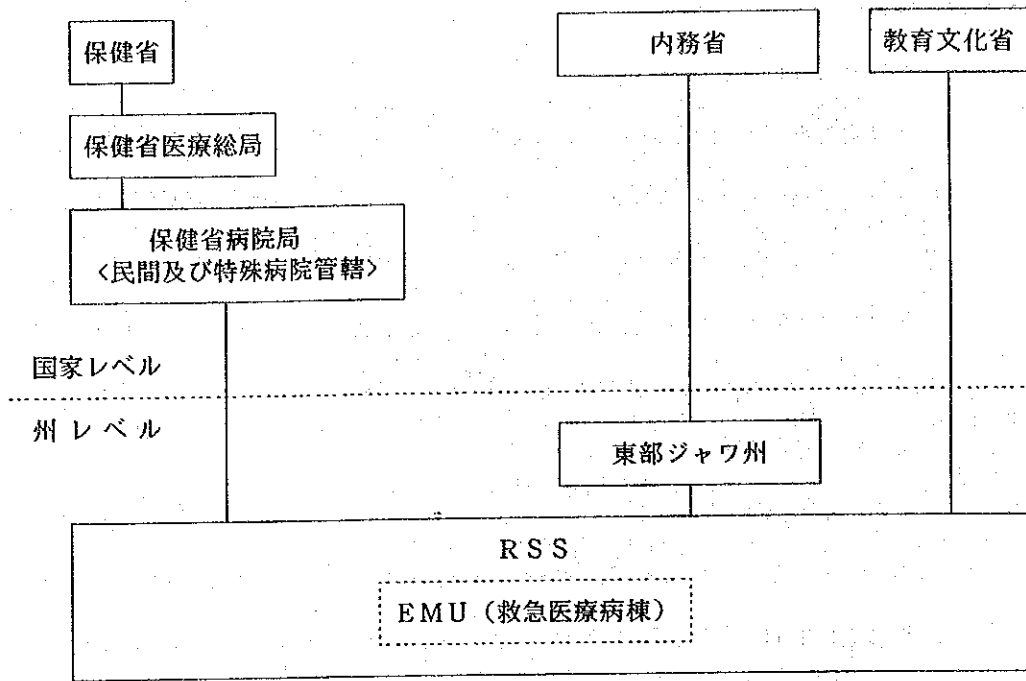 保健省
内務省
教育文化省
保健省医療総局
保健省病院局
<民間及び特殊病院管轄>
国家レベル
州レベル
東部ジャワ州
RSS
EMU(救急医療病棟)